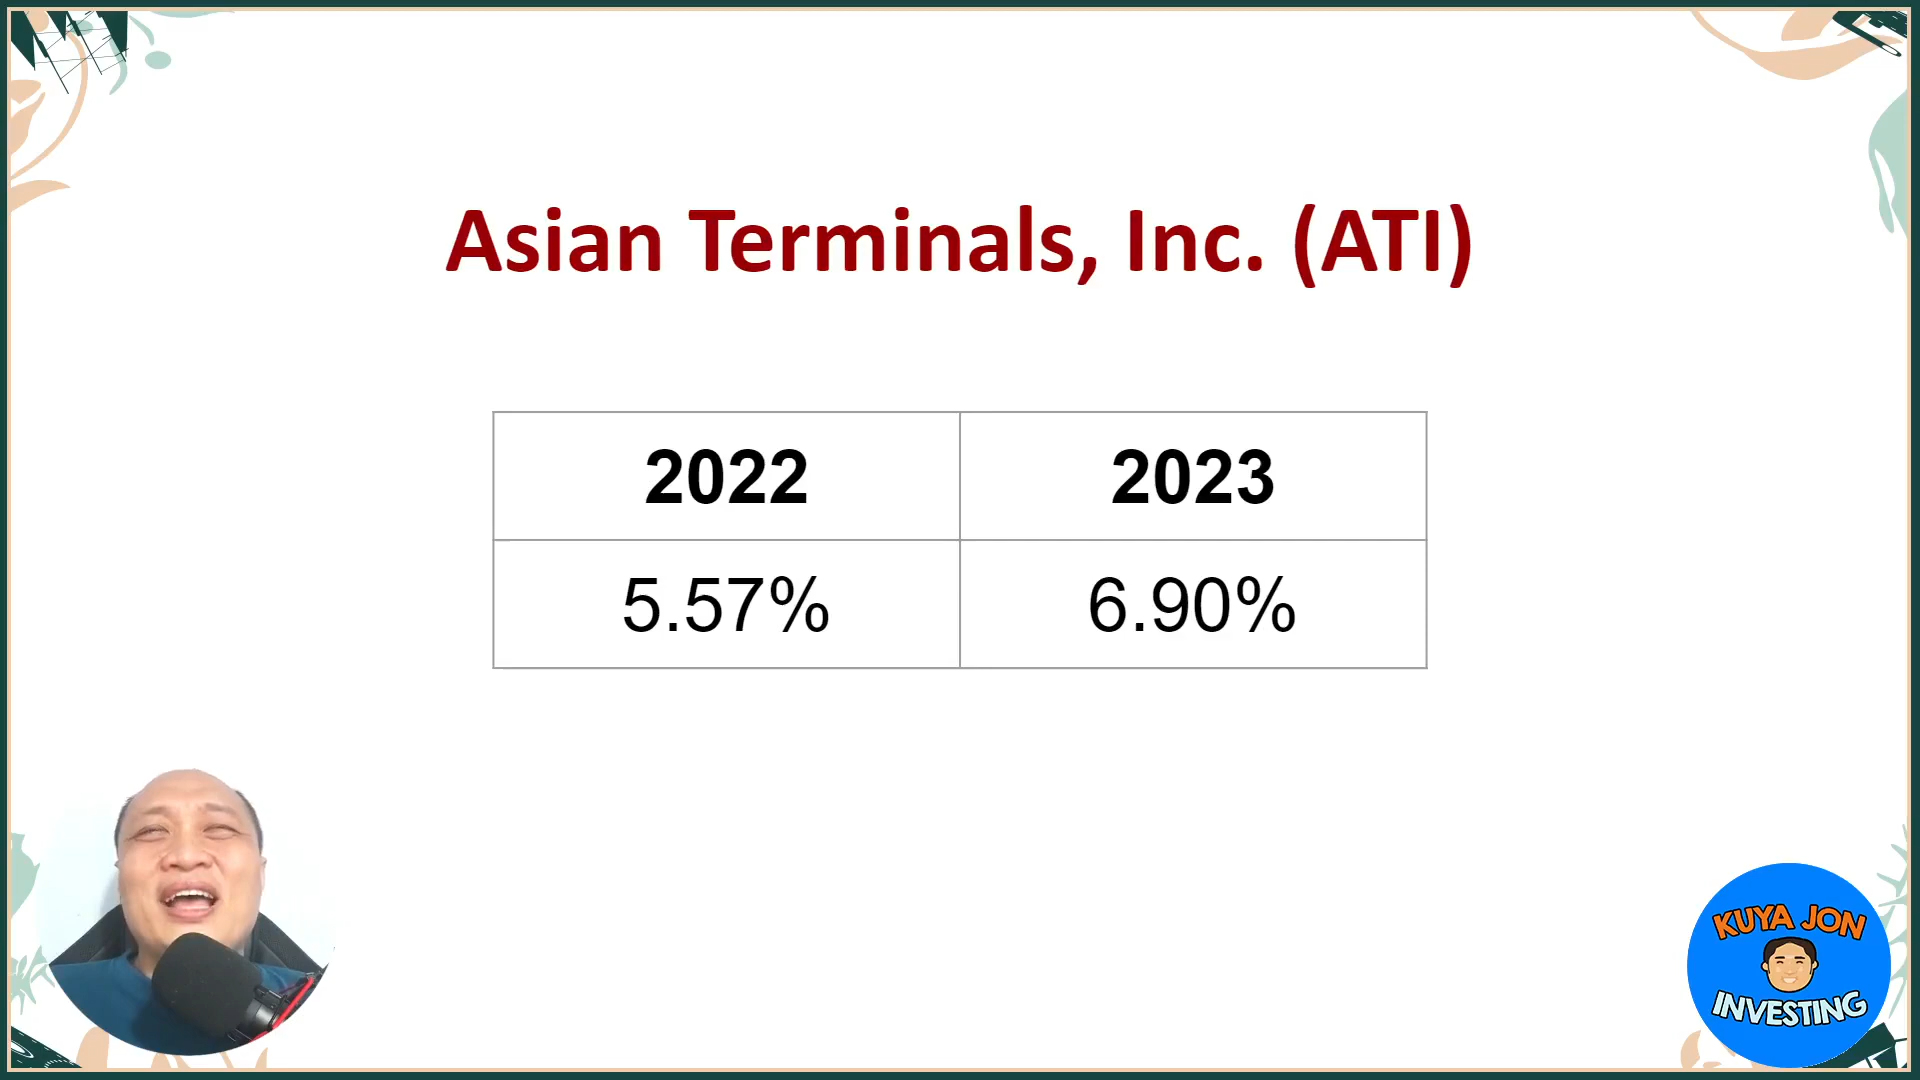 Asian Terminals, Inc. (ATI)
2022 2023
5.57% 6.90%
KUYA JON
INVESTING